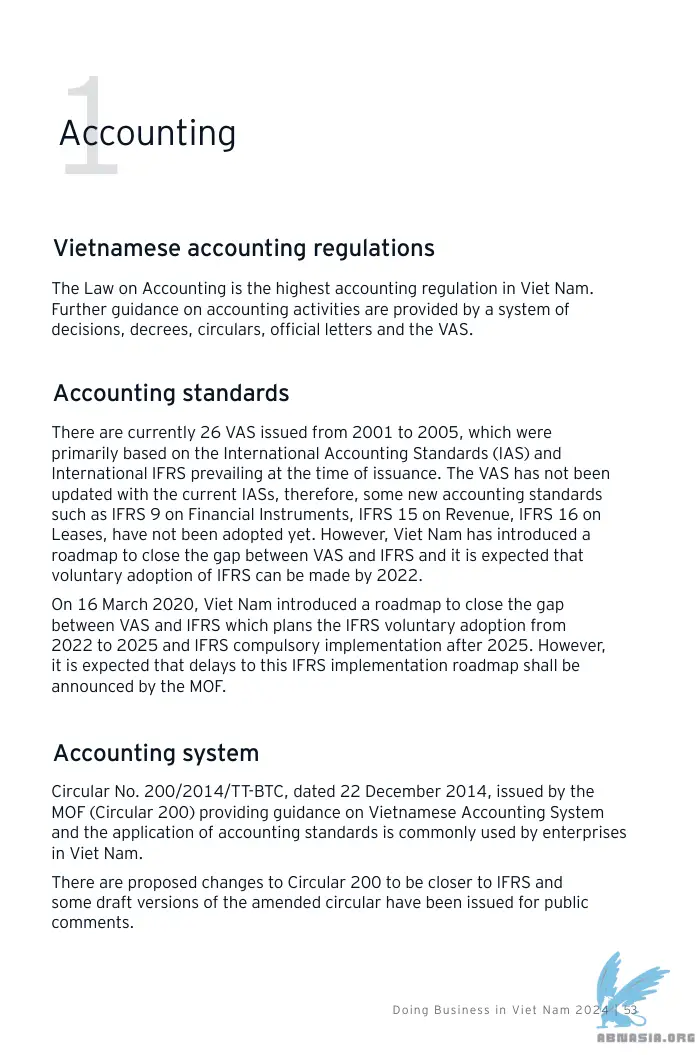 1
Accounting
Vietnamese accounting regulations
The Law on Accounting is the highest accounting regulation in Viet Nam.
Further guidance on accounting activities are provided by a system of
decisions, decrees, circulars, official letters and the VAS.
Accounting standards
There are currently 26 VAS issued from 2001 to 2005, which were
primarily based on the International Accounting Standards (IAS) and
International IFRS prevailing at the time of issuance. The VAS has not been
updated with the current IASs, therefore, some new accounting standards
such as IFRS 9 on Financial Instruments, IFRS 15 on Revenue, IFRS 16 on
Leases, have not been adopted yet. However, Viet Nam has introduced a
roadmap to close the gap between VAS and IFRS and it is expected that
voluntary adoption of IFRS can be made by 2022.
On 16 March 2020, Viet Nam introduced a roadmap to close the gap
between VAS and IFRS which plans the IFRS voluntary adoption from
2022 to 2025 and IFRS compulsory implementation after 2025. However,
it is expected that delays to this IFRS implementation roadmap shall be
announced by the MOF.
Accounting system
Circular No. 200/2014/TT-BTC, dated 22 December 2014, issued by the
MOF (Circular 200) providing guidance on Vietnamese Accounting System
and the application of accounting standards is commonly used by enterprises
in Viet Nam.
There are proposed changes to Circular 200 to be closer to IFRS and
some draft versions of the amended circular have been issued for public
comments.
Doing Business in Viet Nam 2024 | 53
ABNASIA.ORG